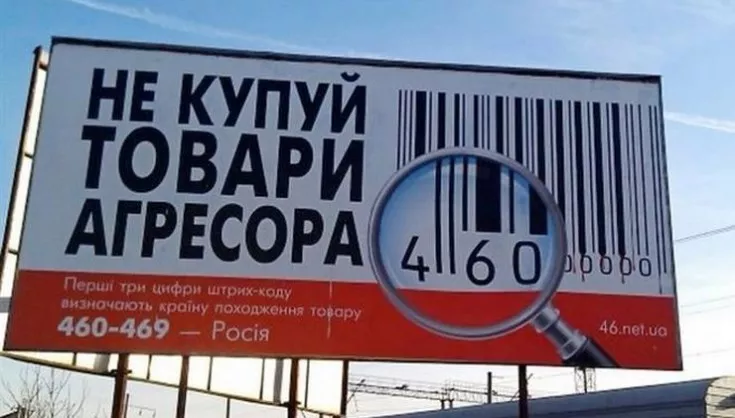 НЕ КУПУЙ
ТОВАРИ
АГРЕСОРА
460 00000
Перші три цифри штрих-коду
визначають країну походження товару
460-469 — Росія
46.net.ua